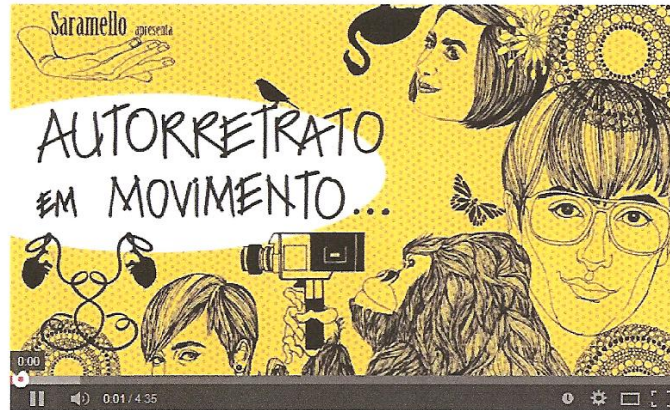 Saramello apresenta
AUTORRETRATO
EM MOVIMENTO...
0:00
0:01 / 4:35